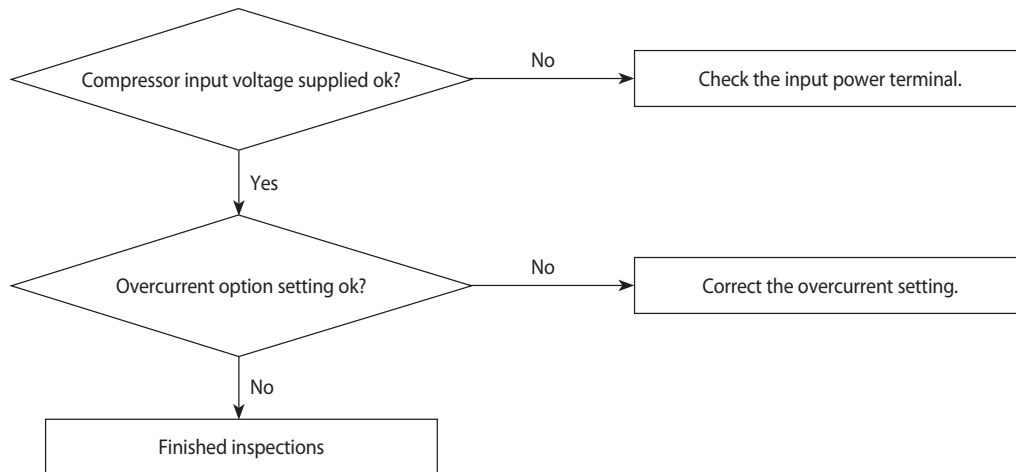 Compressor input voltage supplied ok?
No
Check the input power terminal.
Yes
Overcurrent option setting ok?
No
Correct the overcurrent setting.
No
Finished inspections